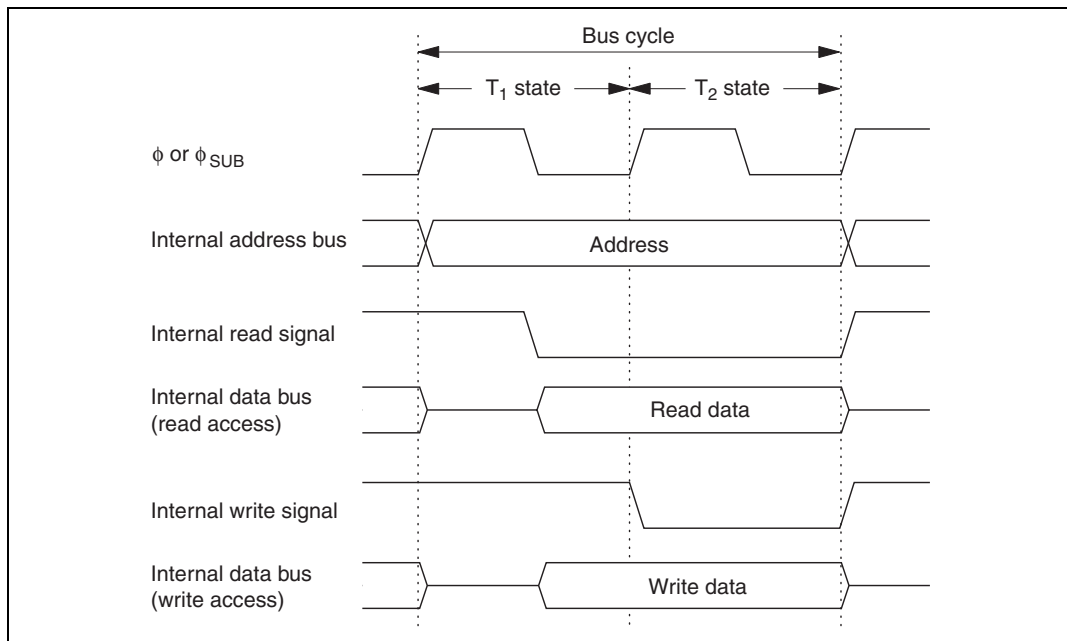 Bus cycle
T₁ state
T₂ state
ϕ or ϕSUB
Internal address bus
Address
Internal read signal
Internal data bus
(read access)
Read data
Internal write signal
Internal data bus
(write access)
Write data